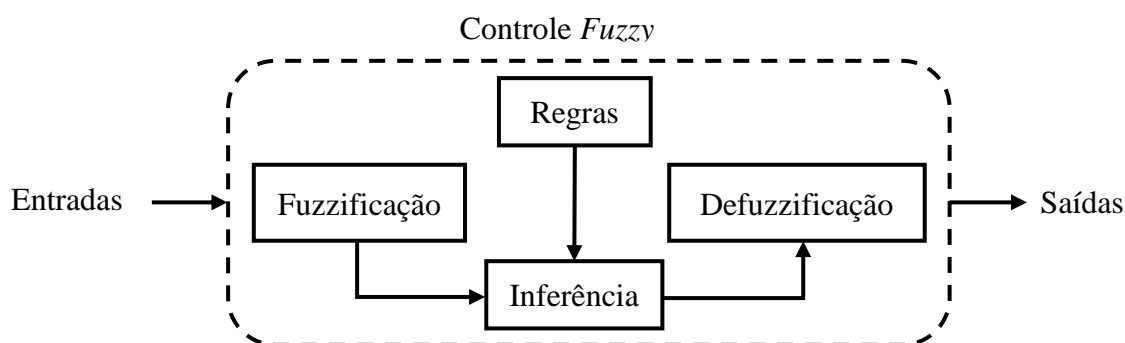 Controle Fuzzy
Regras
Entradas
Fuzzificação
Defuzzificação
Saídas
Inferência